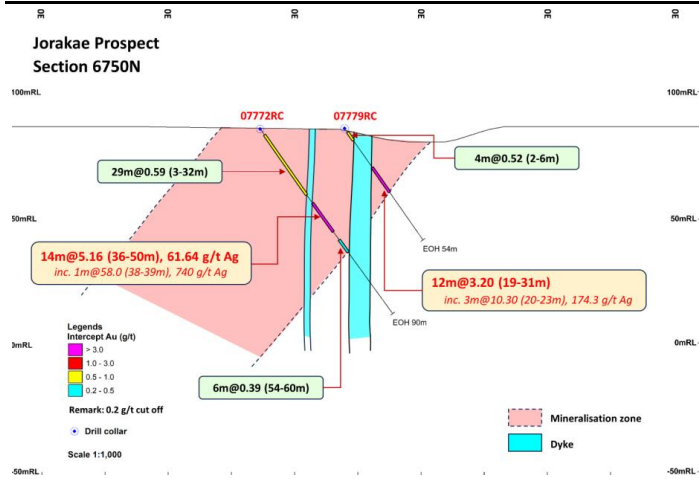 Jorakae Prospect
Section 6750N
100mRL
100mRL
07772RC
07779RC
29m@0.59 (3-32m)
4m@0.52 (2-6m)
50mRL
50mRL
EOH 54m
14m@5.16 (36-50m), 61.64 g/t Ag
inc. 1m@58.0 (38-39m), 740 g/t Ag
12m@3.20 (19-31m)
inc. 3m@10.30 (20-23m), 174.3 g/t Ag
EOH 90m
Legends
Intercept Au (g/t)
> 3.0
1.0 - 3.0
0.5 - 1.0
0.2 - 0.5
0mRL
0mRL
6m@0.39 (54-60m)
Remark: 0.2 g/t cut off
Drill collar
Scale 1:1,000
Mineralisation zone
Dyke
-50mRL
-50mRL